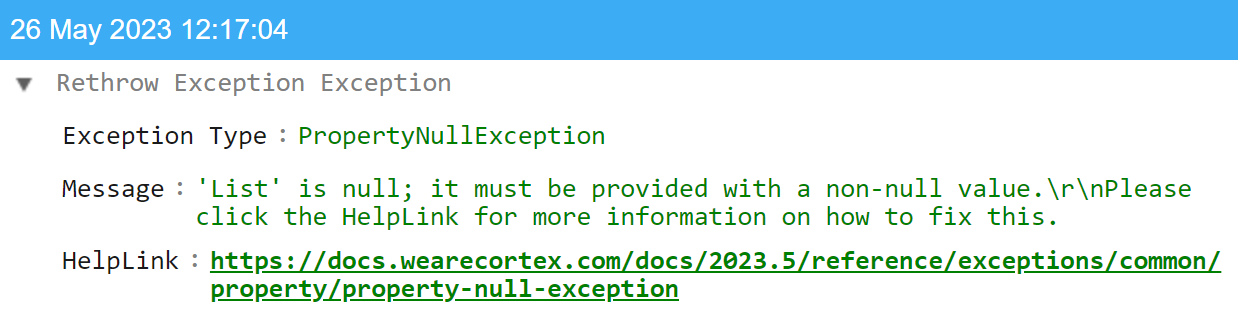 26 May 2023 12:17:04
Rethrow Exception Exception
Exception Type : PropertyNullException
Message : 'List' is null; it must be provided with a non-null value.\r\nPlease
click the HelpLink for more information on how to fix this.
HelpLink : https://docs.wearecortex.com/docs/2023.5/reference/exceptions/common/
property/property-null-exception